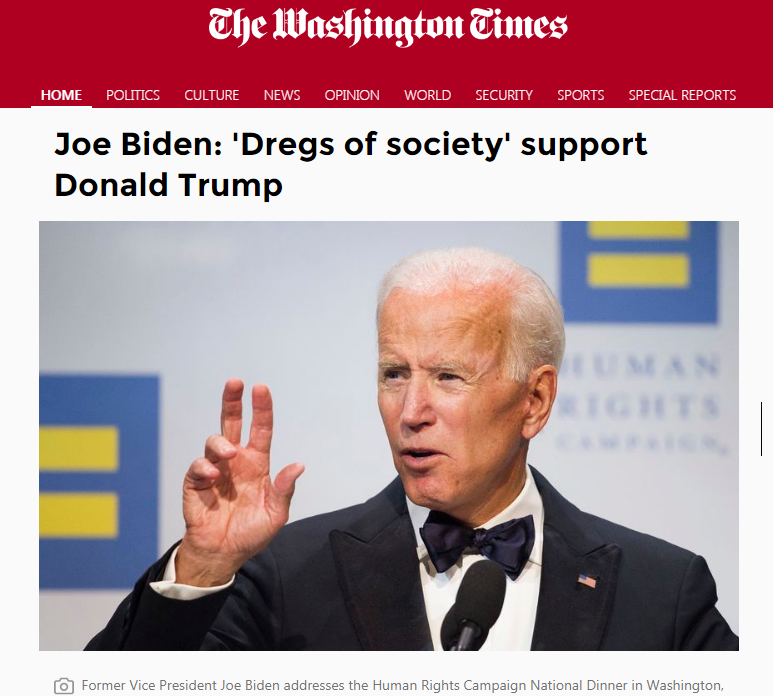 The Washington Times
HOME POLITICS CULTURE NEWS OPINION WORLD SECURITY SPORTS SPECIAL REPORTS
Joe Biden: 'Dregs of society' support
Donald Trump
HUMAN
RIGHTS
CAMPAIGN
Former Vice President Joe Biden addresses the Human Rights Campaign National Dinner in Washington,